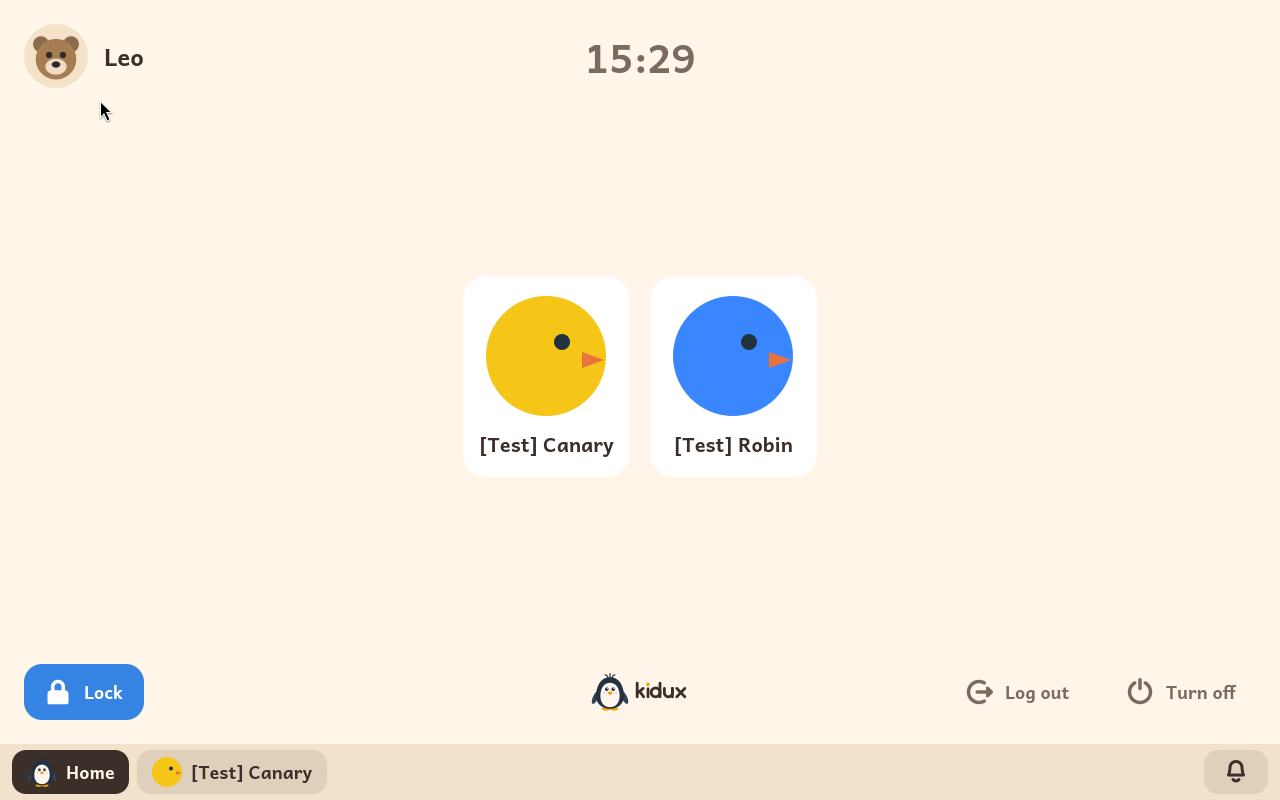 Leo
15:29
[Test] Canary
[Test] Robin
Lock
kidux
Log out
Turn off
Home
[Test] Canary